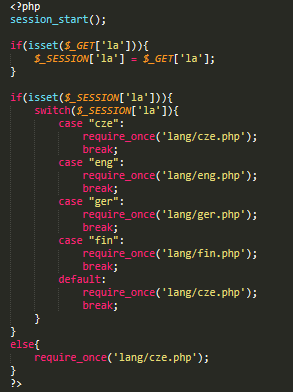 <?php
session_start();

if(isset($_GET['la'])){
    $_SESSION['la'] = $_GET['la'];
}

if(isset($_SESSION['la'])){
    switch($_SESSION['la']){
        case "cze":
            require_once('lang/cze.php');
            break;
        case "eng":
            require_once('lang/eng.php');
            break;
        case "ger":
            require_once('lang/ger.php');
            break;
        case "fin":
            require_once('lang/fin.php');
            break;
        default:
            require_once('lang/cze.php');
            break;
    }
}
else{
    require_once('lang/cze.php');
}
?>